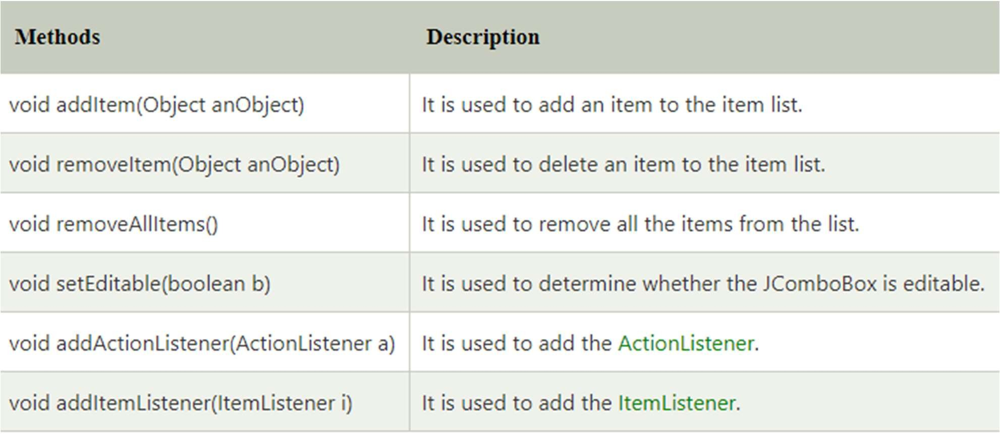 Methods Description
void addItem(Object anObject) It is used to add an item to the item list.
void removeItem(Object anObject) It is used to delete an item to the item list.
void removeAllItems() It is used to remove all the items from the list.
void setEditable(boolean b) It is used to determine whether the JComboBox is editable.
void addActionListener(ActionListener a) It is used to add the ActionListener.
void addItemListener(ItemListener i) It is used to add the ItemListener.